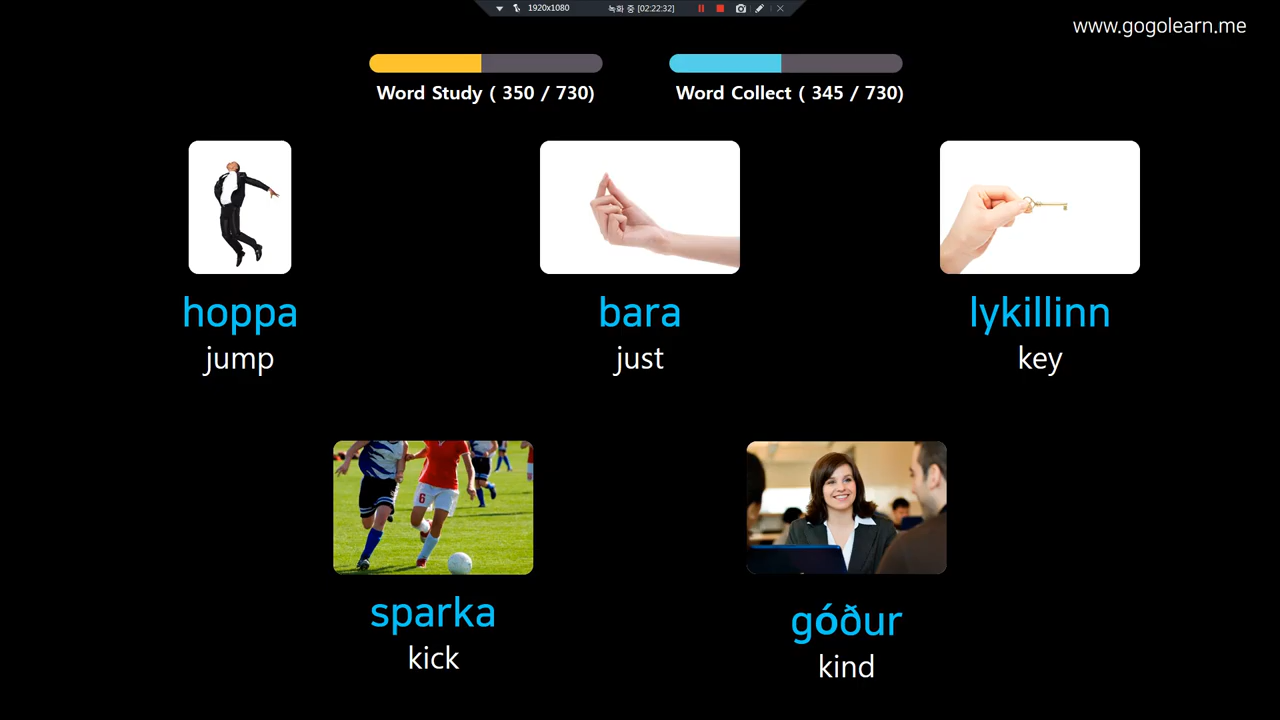 1920x1080 녹화 중 [02:22:32]
www.gogolearn.me
Word Study ( 350 / 730)
Word Collect ( 345 / 730)
hoppa
jump
bara
just
lykillinn
key
6
sparka
kick
góður
kind